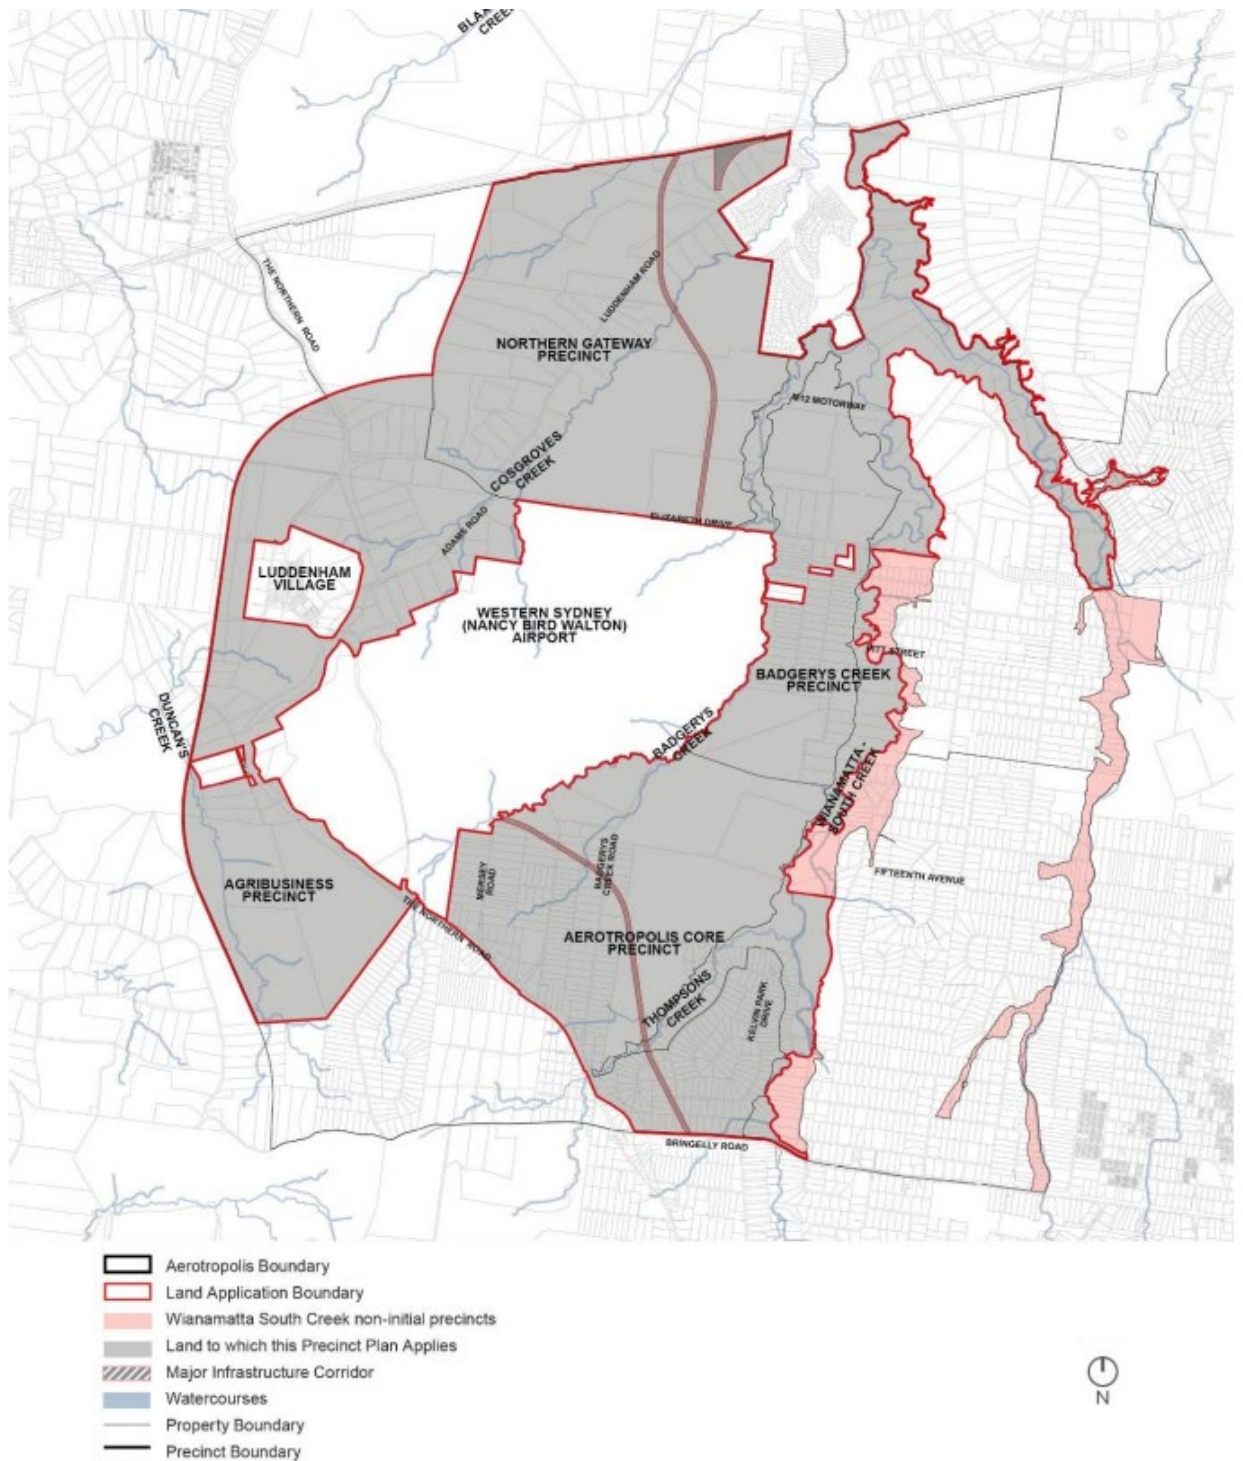 BLAX
CREEK
THE NORTHERN ROAD
LUDDENHAM ROAD
NORTHERN GATEWAY
PRECINCT
M12 MOTORWAY
COSGROVES
CREEK
ADAMS ROAD
ELIZABETH DRIVE
LUDDENHAM
VILLAGE
WESTERN SYDNEY
(NANCY BIRD WALTON)
AIRPORT
PITT STREET
BADGERYS CREEK
PRECINCT
DUNCAN'S
CREEK
BADGERYS
CREEK
WIANAMATTA -
SOUTH CREEK
AGRIBUSINESS
PRECINCT
MERSEY
ROAD
BADGERYS
CREEK ROAD
FIFTEENTH AVENUE
THE NORTHERN ROAD
AEROTROPOLIS CORE
PRECINCT
THOMPSONS
CREEK
KELVIN PARK
DRIVE
BRINGELLY ROAD
Aerotropolis Boundary
Land Application Boundary
Wianamatta South Creek non-initial precincts
Land to which this Precinct Plan Applies
Major Infrastructure Corridor
Watercourses
Property Boundary
Precinct Boundary
N